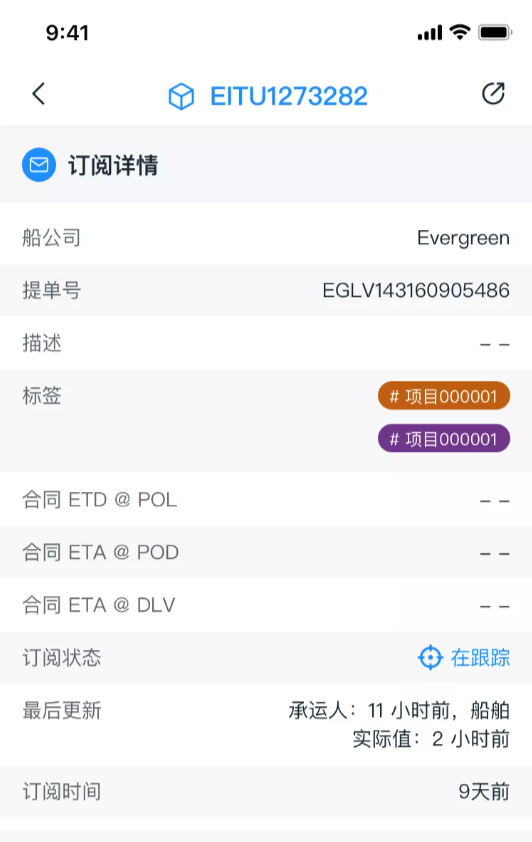 9:41
EITU1273282
订阅详情
船公司 Evergreen
提单号 EGLV143160905486
描述 – –
标签 # 项目000001
# 项目000001
合同 ETD @ POL – –
合同 ETA @ POD – –
合同 ETA @ DLV – –
订阅状态 在跟踪
最后更新 承运人：11 小时前，船舶
实际值：2 小时前
订阅时间 9天前